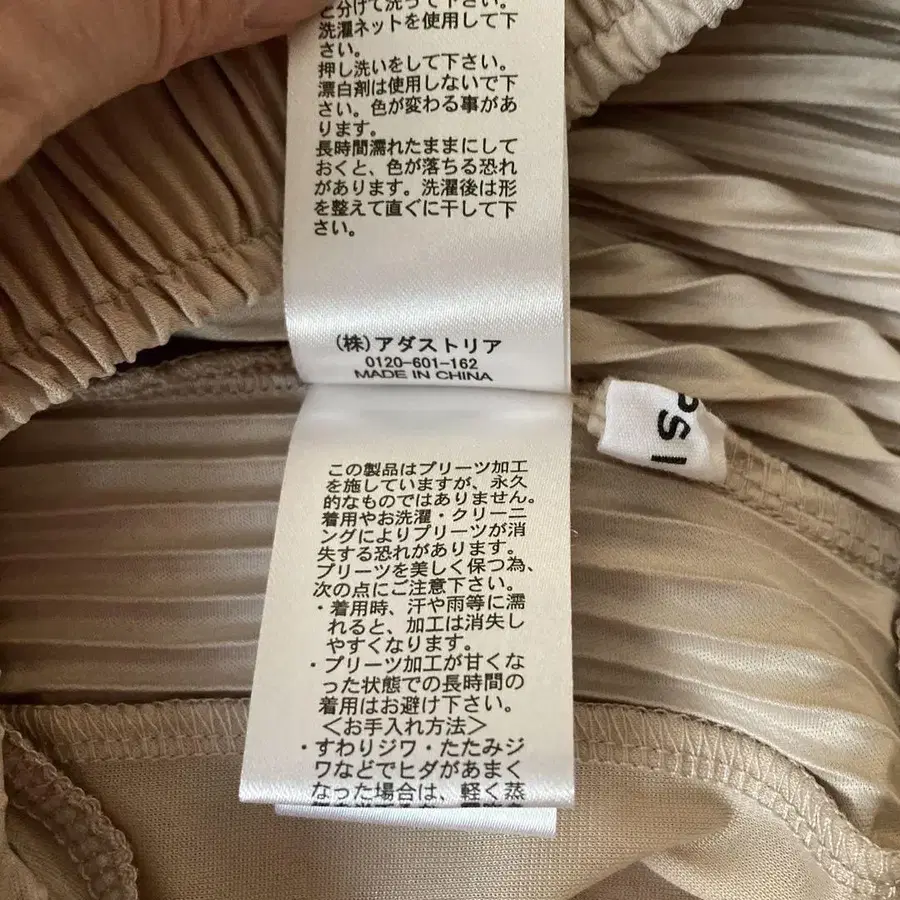 と分けて洗って下さい。
洗濯ネットを使用して下
さい。
押し洗いをして下さい。
漂白剤は使用しないで下
さい。色が変わる事があ
ります。
長時間濡れたままにして
おくと、色が落ちる恐れ
があります。洗濯後は形
を整えて直ぐに干して下
さい。
(株)アダストリア
0120-601-162
MADE IN CHINA
PS I
この製品はプリーツ加工
を施していますが、永久
的なものではありません。
着用やお洗濯・クリーニ
ングによりプリーツが消
失する恐れがあります。
プリーツを美しく保つ為、
次の点にご注意下さい。
・着用時、汗や雨等に濡
れると、加工は消失し
やすくなります。
・プリーツ加工が甘くな
った状態での長時間の
着用はお避け下さい。
<お手入れ方法>
・すわりジワ・たたみジ
ワなどでヒダがあまく
なった場合は、軽く蒸